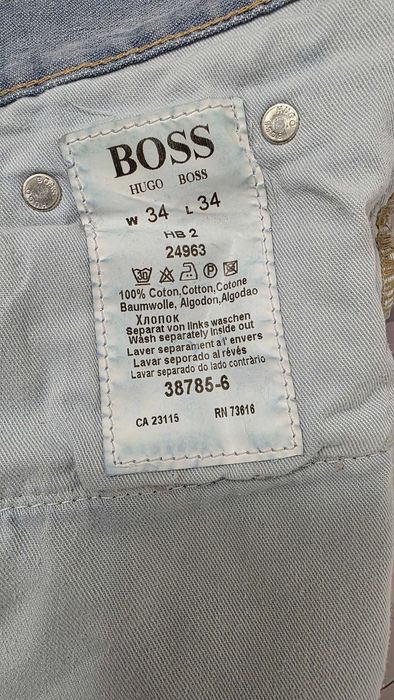 BOSS
HUGO BOSS
W 34 L 34
HB 2
24963
30 A P
100% Coton,Cotton,Cotone
Baumwolle, Algodon,Algodao
Хлопок
Separat von links waschen
Wash separately inside out
Laver separament a l' envers
Lavar seporado al rêvés
Lavar separado do lado contrário
38785-6
CA 23115 RN 73616
HUGO